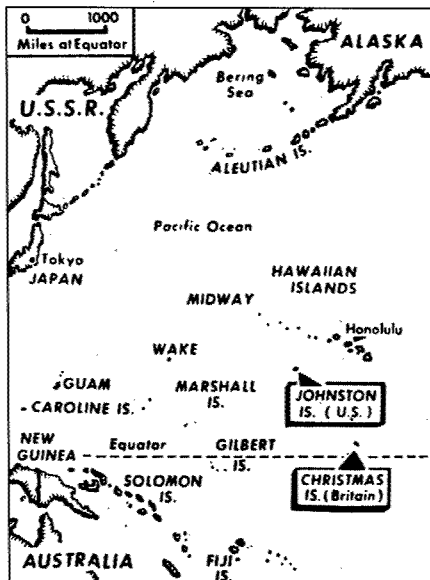 0 1000
Miles at Equator
ALASKA
Bering
Sea
U.S.S.R.
ALEUTIAN IS.
Pacific Ocean
Tokyo
JAPAN
HAWAIIAN
ISLANDS
MIDWAY
Honolulu
WAKE
GUAM
MARSHALL
IS.
CAROLINE IS.
JOHNSTON
IS. (U.S.)
NEW
GUINEA
Equator
GILBERT
IS.
SOLOMON
IS.
CHRISTMAS
IS. (Britain)
AUSTRALIA
FIJI
IS.